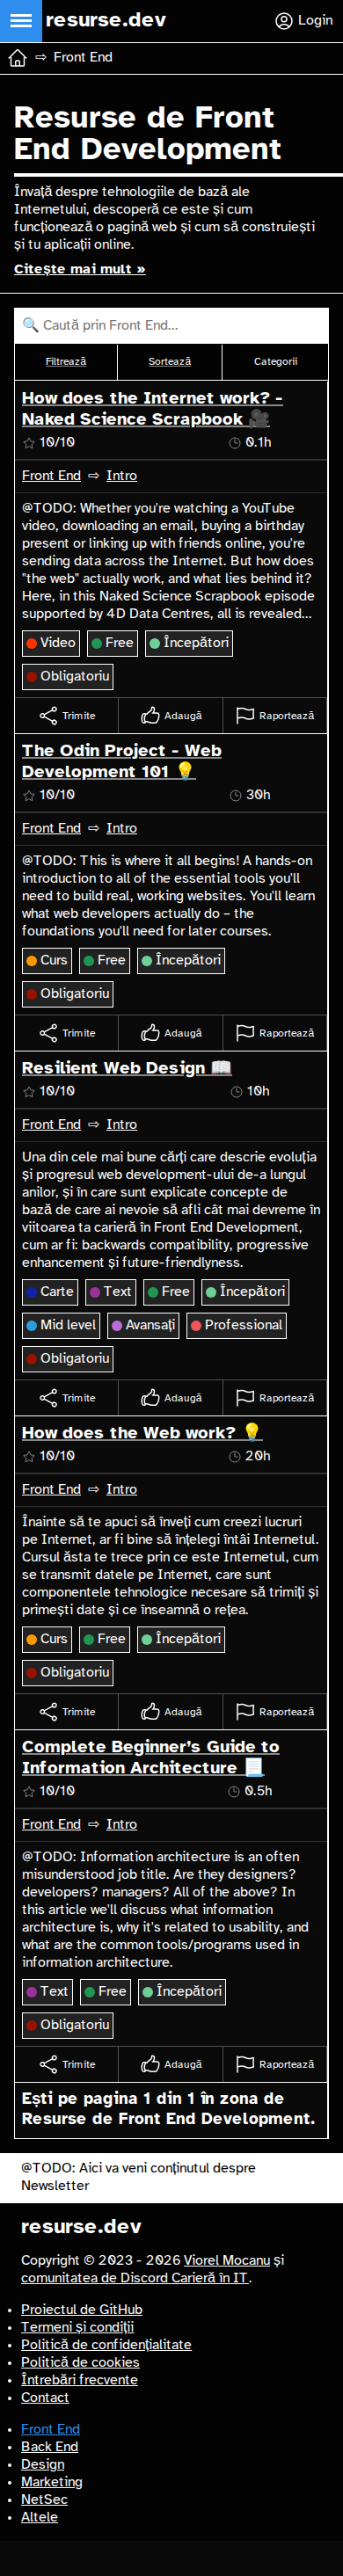 resurse.dev Login
⇨ Front End
Resurse de Front
End Development
Învață despre tehnologiile de bază ale
Internetului, descoperă ce este și cum
funcționează o pagină web și cum să construiești
și tu aplicații online.
Citește mai mult »
🔍 Caută prin Front End...
Filtrează Sortează Categorii
How does the Internet work? -
Naked Science Scrapbook 🎥
10/10 0.1h
Front End ⇨ Intro
@TODO: Whether you're watching a YouTube
video, downloading an email, buying a birthday
present or linking up with friends online, you're
sending data across the Internet. But how does
"the web" actually work, and what lies behind it?
Here, in this Naked Science Scrapbook episode
supported by 4D Data Centres, all is revealed...
Video Free Începători
Obligatoriu
Trimite Adaugă Raportează
The Odin Project - Web
Development 101 💡
10/10 30h
Front End ⇨ Intro
@TODO: This is where it all begins! A hands-on
introduction to all of the essential tools you'll
need to build real, working websites. You'll learn
what web developers actually do – the
foundations you'll need for later courses.
Curs Free Începători
Obligatoriu
Trimite Adaugă Raportează
Resilient Web Design 📖
10/10 10h
Front End ⇨ Intro
Una din cele mai bune cărți care descrie evoluția
și progresul web development-ului de-a lungul
anilor, și în care sunt explicate concepte de
bază de care ai nevoie să afli cât mai devreme în
viitoarea ta carieră în Front End Development,
cum ar fi: backwards compatibility, progressive
enhancement și future-friendlyness.
Carte Text Free Începători
Mid level Avansați Professional
Obligatoriu
Trimite Adaugă Raportează
How does the Web work? 💡
10/10 20h
Front End ⇨ Intro
Înainte să te apuci să înveți cum creezi lucruri
pe Internet, ar fi bine să înțelegi întâi Internetul.
Cursul ăsta te trece prin ce este Internetul, cum
se transmit datele pe Internet, care sunt
componentele tehnologice necesare să trimiți și
primești date și ce înseamnă o rețea.
Curs Free Începători
Obligatoriu
Trimite Adaugă Raportează
Complete Beginner’s Guide to
Information Architecture 📃
10/10 0.5h
Front End ⇨ Intro
@TODO: Information architecture is an often
misunderstood job title. Are they designers?
developers? managers? All of the above? In
this article we'll discuss what information
architecture is, why it's related to usability, and
what are the common tools/programs used in
information architecture.
Text Free Începători
Obligatoriu
Trimite Adaugă Raportează
Ești pe pagina 1 din 1 în zona de
Resurse de Front End Development.
@TODO: Aici va veni conținutul despre
Newsletter
resurse.dev
Copyright © 2023 - 2026 Viorel Mocanu și
comunitatea de Discord Carieră în IT.
• Proiectul de GitHub
• Termeni și condiții
• Politică de confidențialitate
• Politică de cookies
• Întrebări frecvente
• Contact
• Front End
• Back End
• Design
• Marketing
• NetSec
• Altele